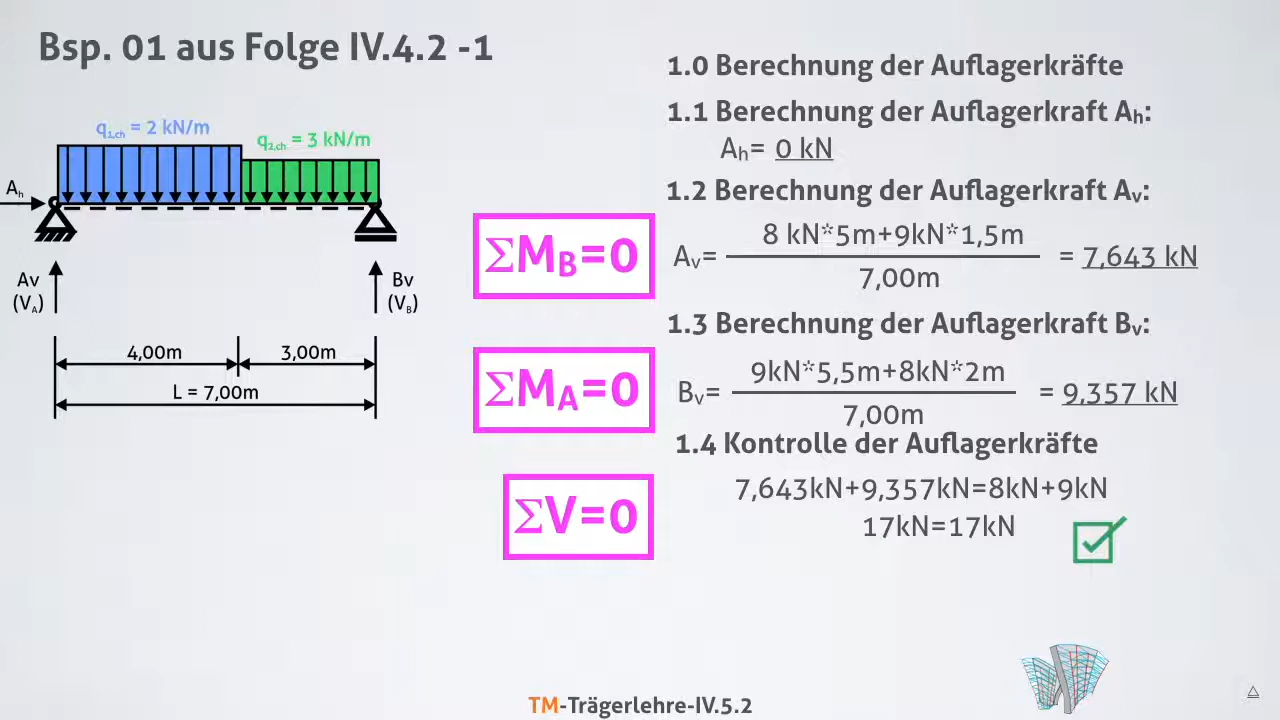 Bsp. 01 aus Folge IV.4.2 -1
q1,ch = 2 kN/m
q2,ch = 3 kN/m
Ah
Av
(VA)
Bv
(VB)
4,00m
3,00m
L = 7,00m
ΣMB=0
ΣMA=0
ΣV=0
1.0 Berechnung der Auflagerkräfte
1.1 Berechnung der Auflagerkraft Ah:
Ah= 0 kN
1.2 Berechnung der Auflagerkraft Av:
8 kN*5m+9kN*1,5m
Av= = 7,643 kN
7,00m
1.3 Berechnung der Auflagerkraft Bv:
9kN*5,5m+8kN*2m
Bv= = 9,357 kN
7,00m
1.4 Kontrolle der Auflagerkräfte
7,643kN+9,357kN=8kN+9kN
17kN=17kN
TM-Trägerlehre-IV.5.2